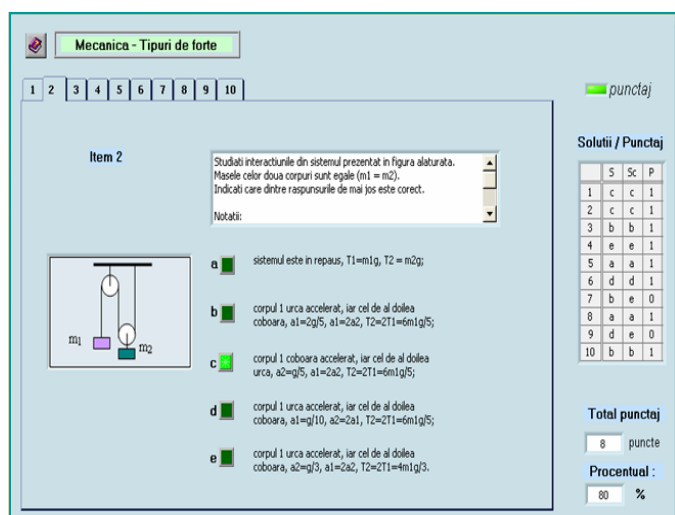 Mecanica - Tipuri de forte
1 2 3 4 5 6 7 8 9 10
punctaj
Item 2
Studiati interactiunile din sistemul prezentat in figura alaturata.
Masele celor doua corpuri sunt egale (m1 = m2).
Indicati care dintre raspunsurile de mai jos este corect.
Notatii:
m1
m2
a sistemul este in repaus, T1=m1g, T2 = m2g;
b corpul 1 urca accelerat, iar cel de al doilea
coboara, a1=2g/5, a1=2a2, T2=2T1=6m1g/5;
c corpul 1 coboara accelerat, iar cel de al doilea
urca, a2=g/5, a1=2a2, T2=2T1=6m1g/5;
d corpul 1 urca accelerat, iar cel de al doilea
coboara, a1=g/10, a2=2a1, T2=2T1=6m1g/5;
e corpul 1 urca accelerat, iar cel de al doilea
coboara, a2=g/3, a1=2a2, T2=2T1=4m1g/3.
Solutii / Punctaj
S Sc P
1 c c 1
2 c c 1
3 b b 1
4 e e 1
5 a a 1
6 d d 1
7 b e 0
8 a a 1
9 d e 0
10 b b 1
Total punctaj
8 puncte
Procentual :
80 %